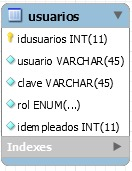 usuarios
idusuarios INT(11)
usuario VARCHAR(45)
clave VARCHAR(45)
rol ENUM(...)
idempleados INT(11)
Indexes